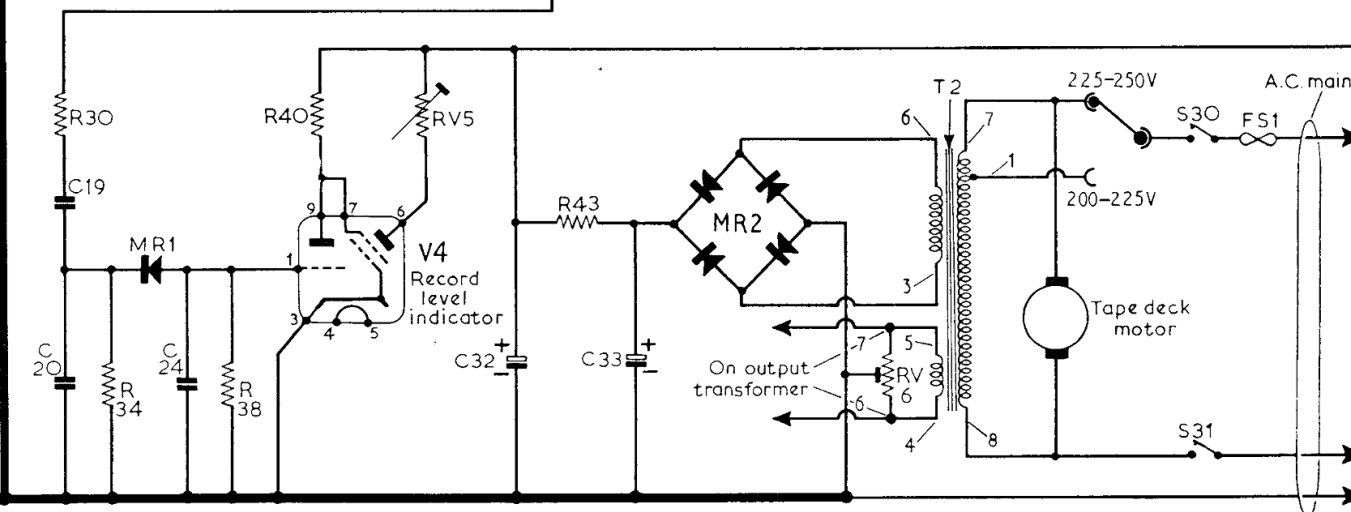 225-250V
A.C. main
T2
S30
FS1
R30
R40
RV5
6
7
1
200-225V
C19
R43
9
7
6
MR2
MR1
V4
1
Record
level
indicator
3
3
4
5
Tape deck
motor
C
20
R
34
C
24
R
38
C32
+
-
C33
+
-
On output
transformer
7
5
RV
6
6
4
8
S31